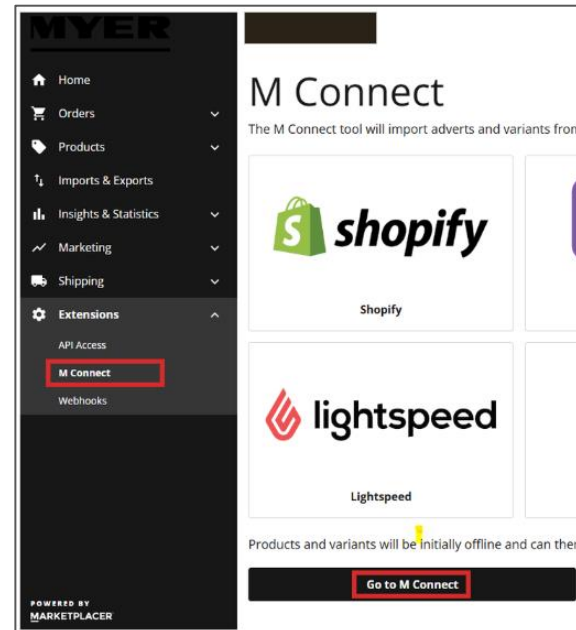 MYER
Home
Orders
Products
Imports & Exports
Insights & Statistics
Marketing
Shipping
Extensions
API Access
M Connect
Webhooks
POWERED BY
MARKETPLACER
M Connect
The M Connect tool will import adverts and variants from
shopify
Shopify
lightspeed
Lightspeed
Products and variants will be initially offline and can then
Go to M Connect